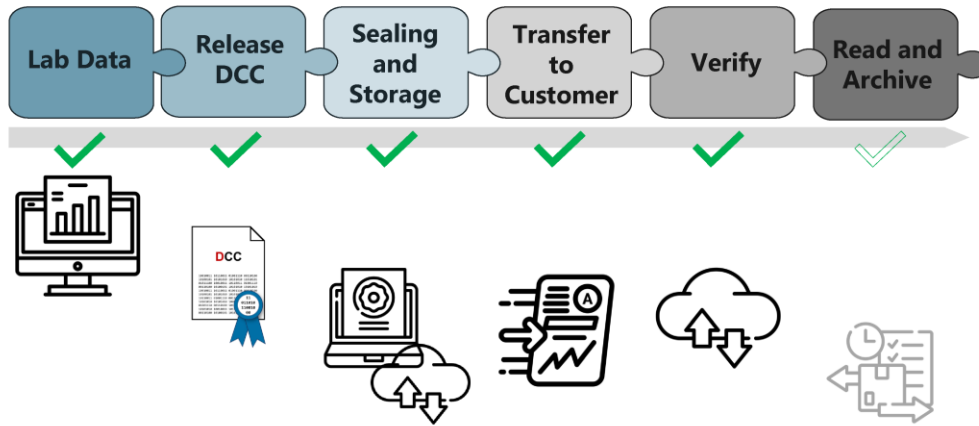 Lab Data
Release
DCC
Sealing
and
Storage
Transfer
to
Customer
Verify
Read and
Archive
DCC
A